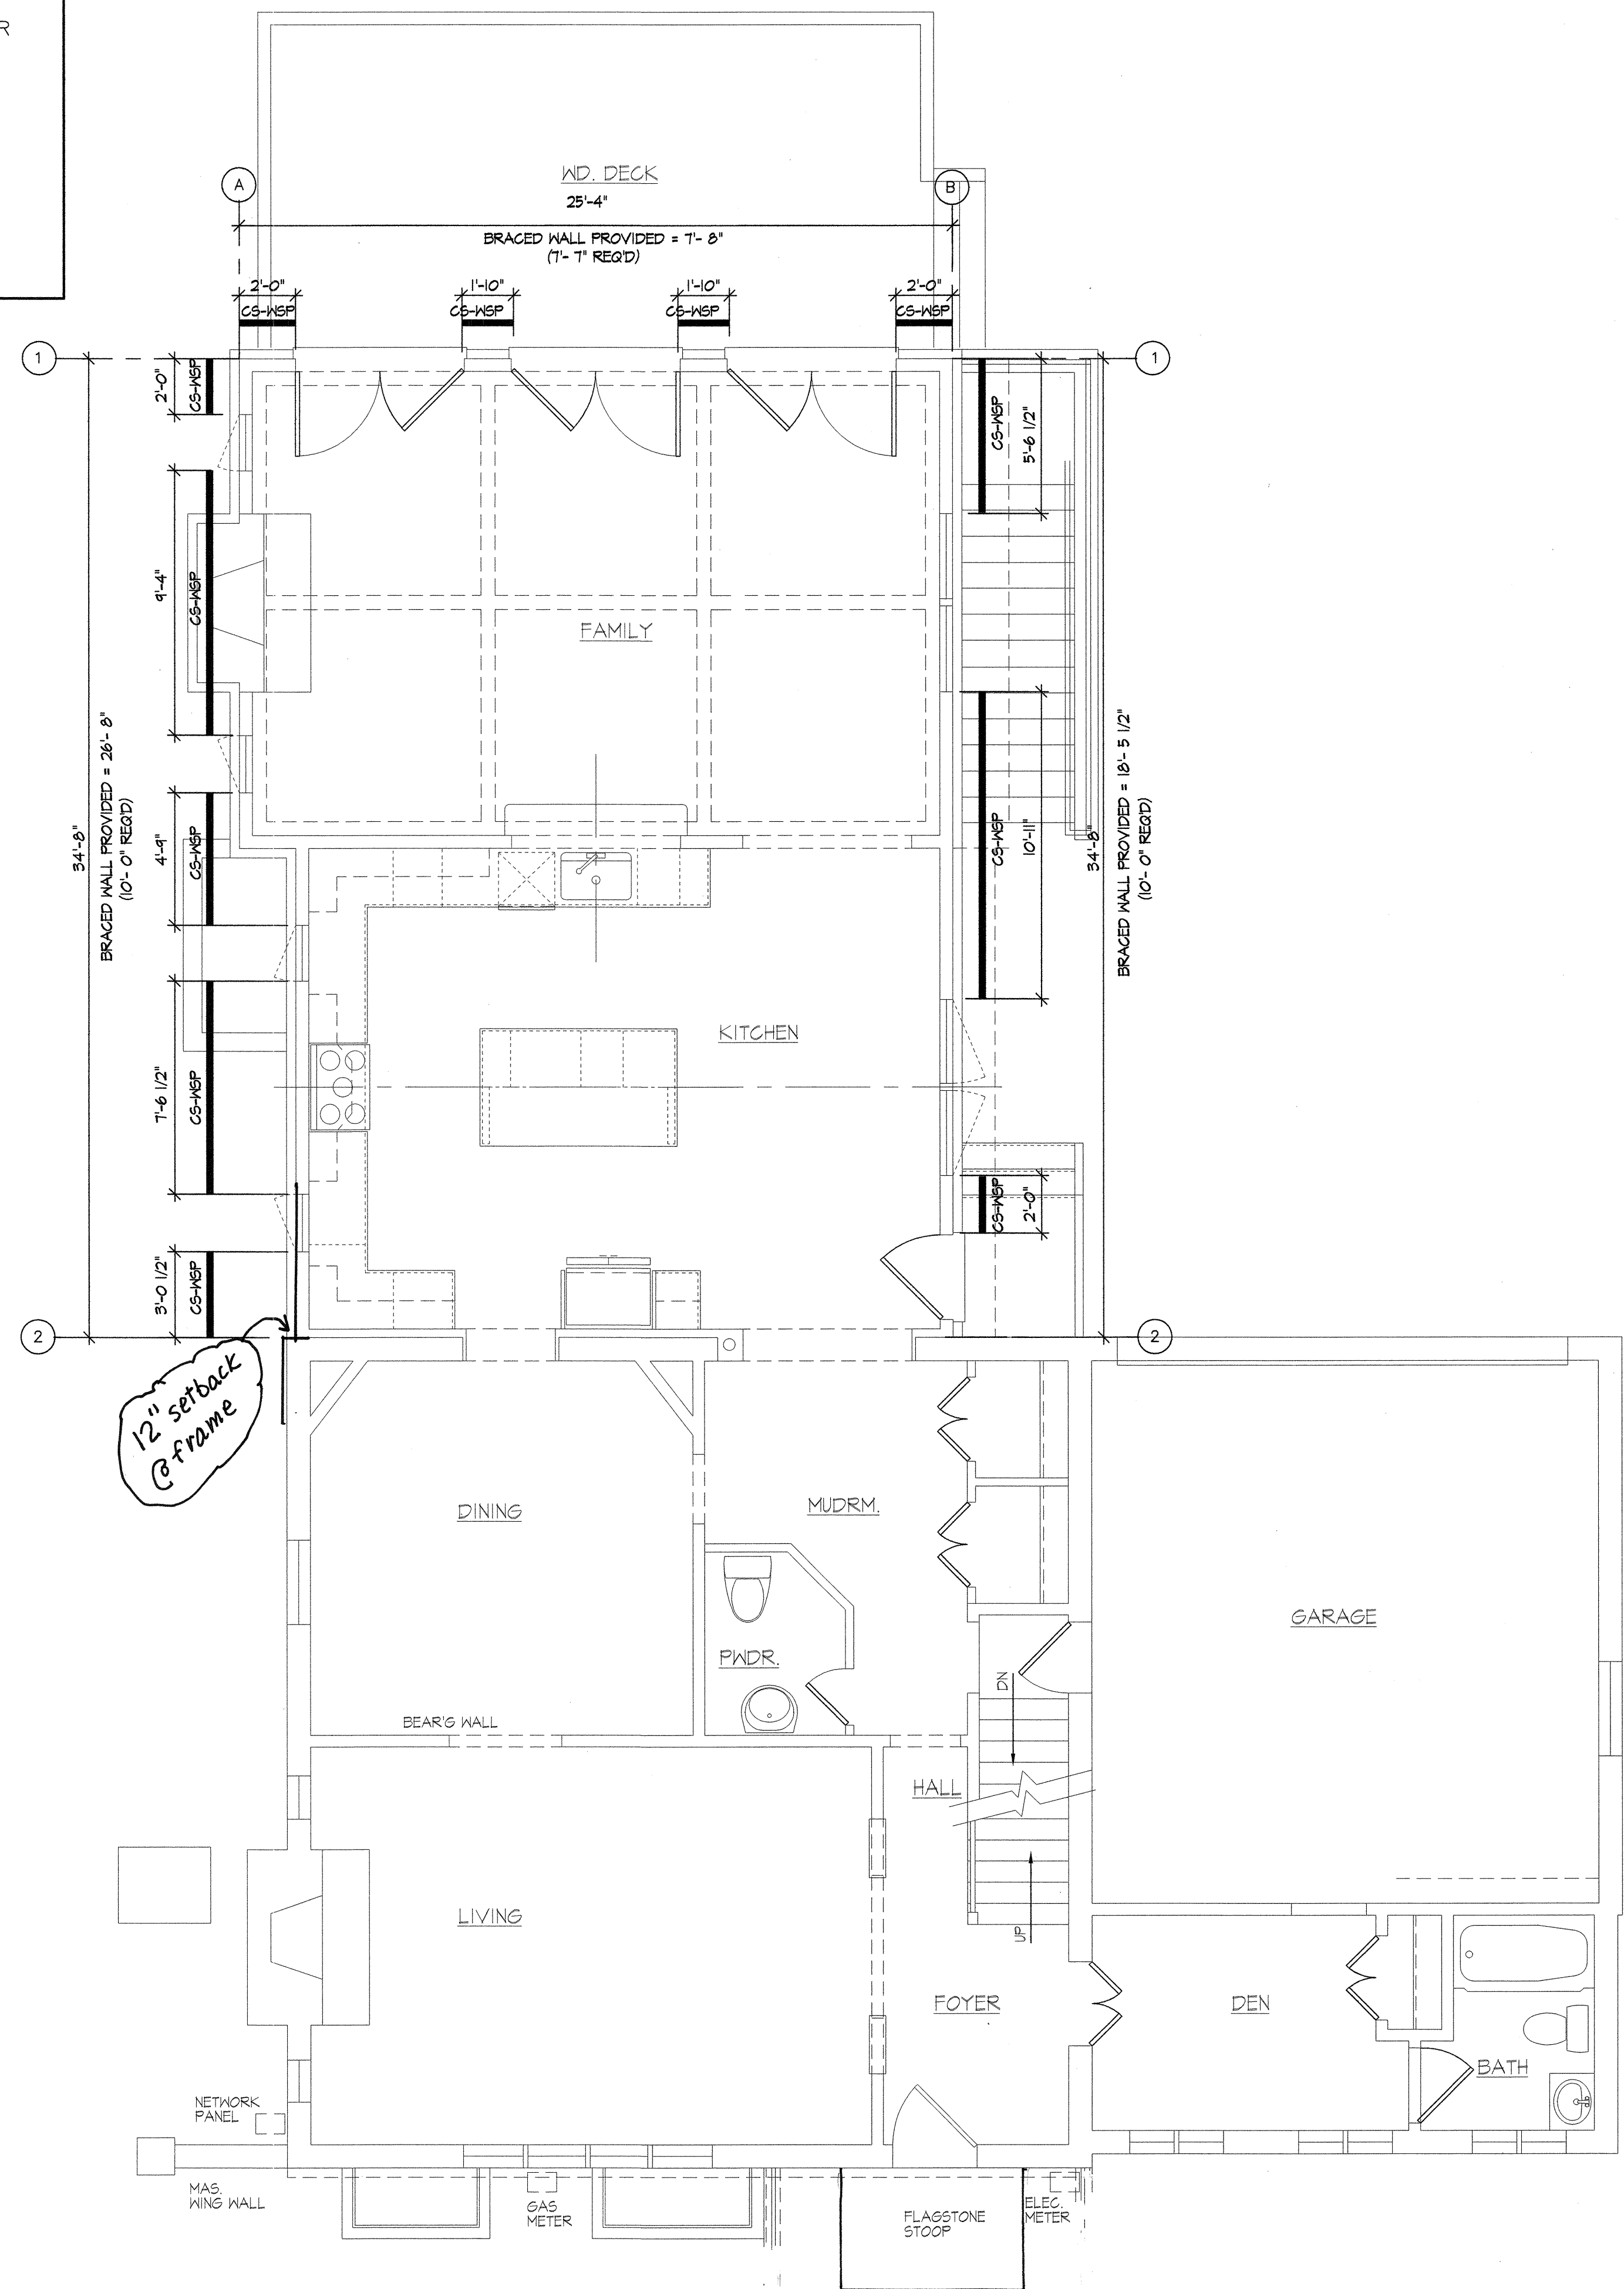 R
WD. DECK
A
B
25'-4"
BRACED WALL PROVIDED = 7'- 8"
(7'- 7" REQ'D)
2'-0"
1'-10"
1'-10"
2'-0"
CS-WSP
CS-WSP
CS-WSP
CS-WSP
1
1
2'-0"
CS-WSP
CS-WSP
5'-6 1/2"
9'-4"
CS-WSP
FAMILY
34'-8"
BRACED WALL PROVIDED = 26'- 8"
(10'- 0" REQ'D)
4'-9"
CS-WSP
CS-WSP
10'-11"
34'-8"
BRACED WALL PROVIDED = 18'- 5 1/2"
(10'- 0" REQ'D)
KITCHEN
7'-6 1/2"
CS-WSP
CS-WSP
2'-0"
3'-0 1/2"
CS-WSP
2
2
12" setback
@ frame
DINING
MUDRM.
GARAGE
PWDR.
DN
BEAR'G WALL
HALL
LIVING
UP
FOYER
DEN
BATH
NETWORK
PANEL
MAS.
WING WALL
GAS
METER
FLAGSTONE
STOOP
ELEC.
METER